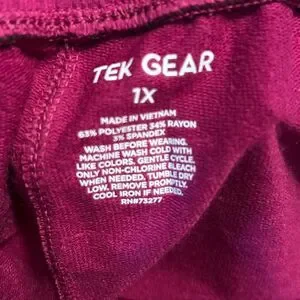 TEK GEAR
1X
MADE IN VIETNAM
63% POLYESTER 34% RAYON
3% SPANDEX
WASH BEFORE WEARING.
MACHINE WASH COLD WITH
LIKE COLORS. GENTLE CYCLE.
ONLY NON-CHLORINE BLEACH
WHEN NEEDED. TUMBLE DRY
LOW. REMOVE PROMPTLY.
COOL IRON IF NEEDED.
RN#73277